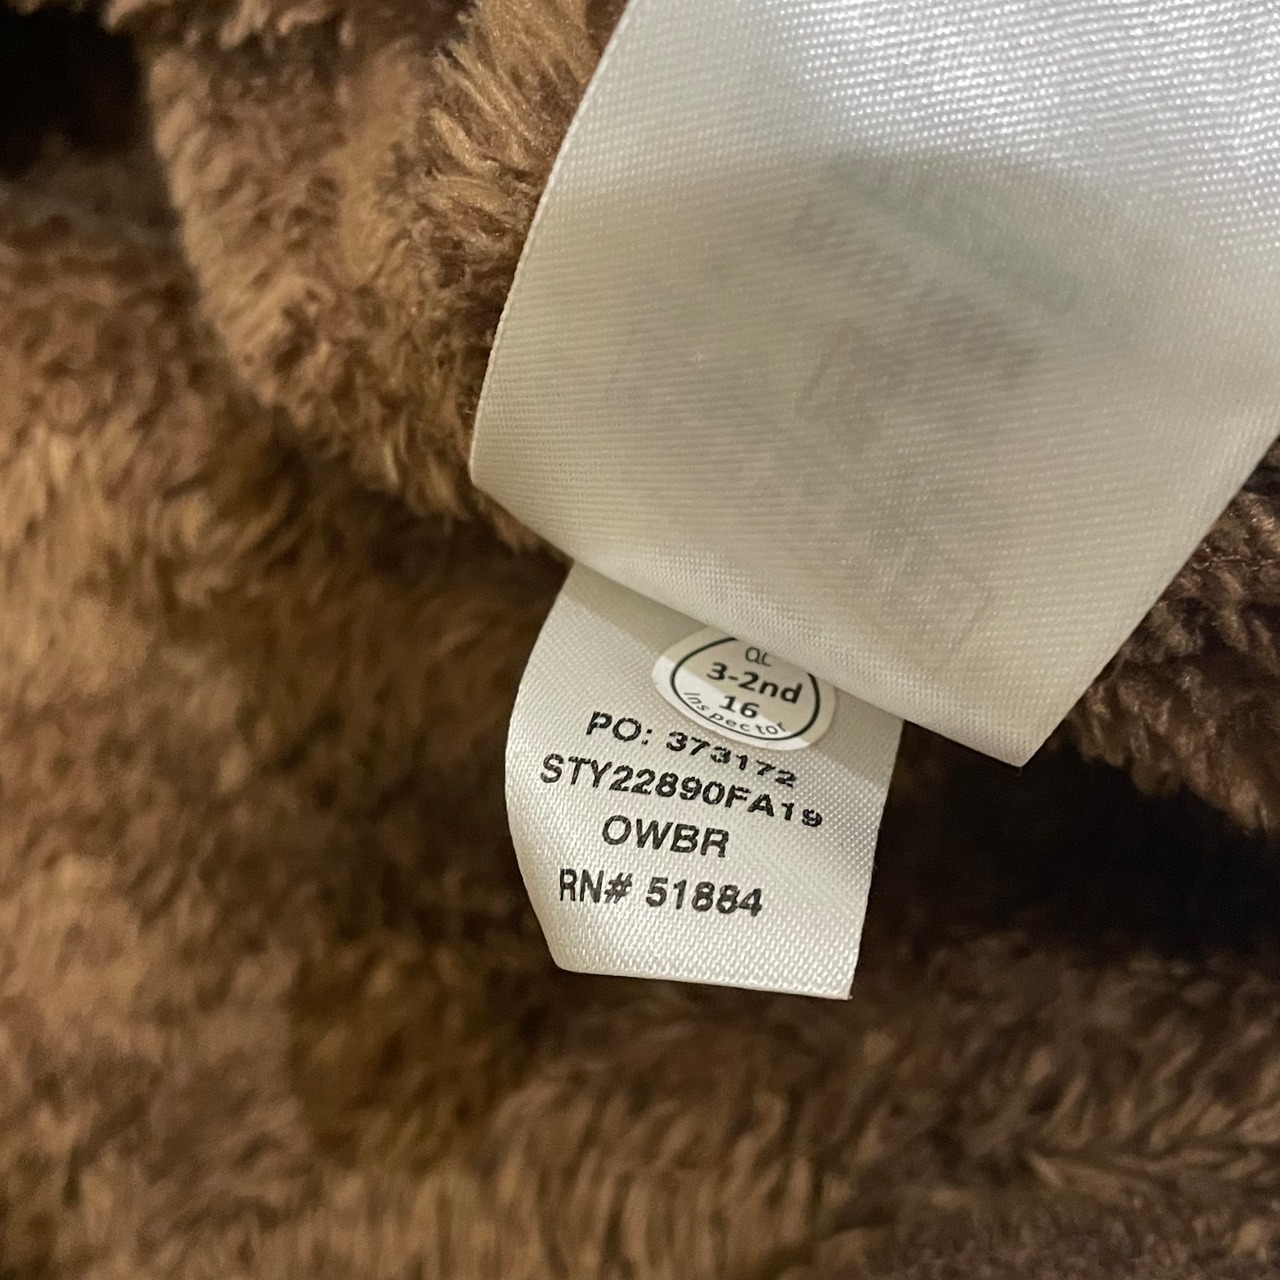 QC
3-2nd
16
Inspector
PO: 373172
STY22890FA19
OWBR
RN# 51884